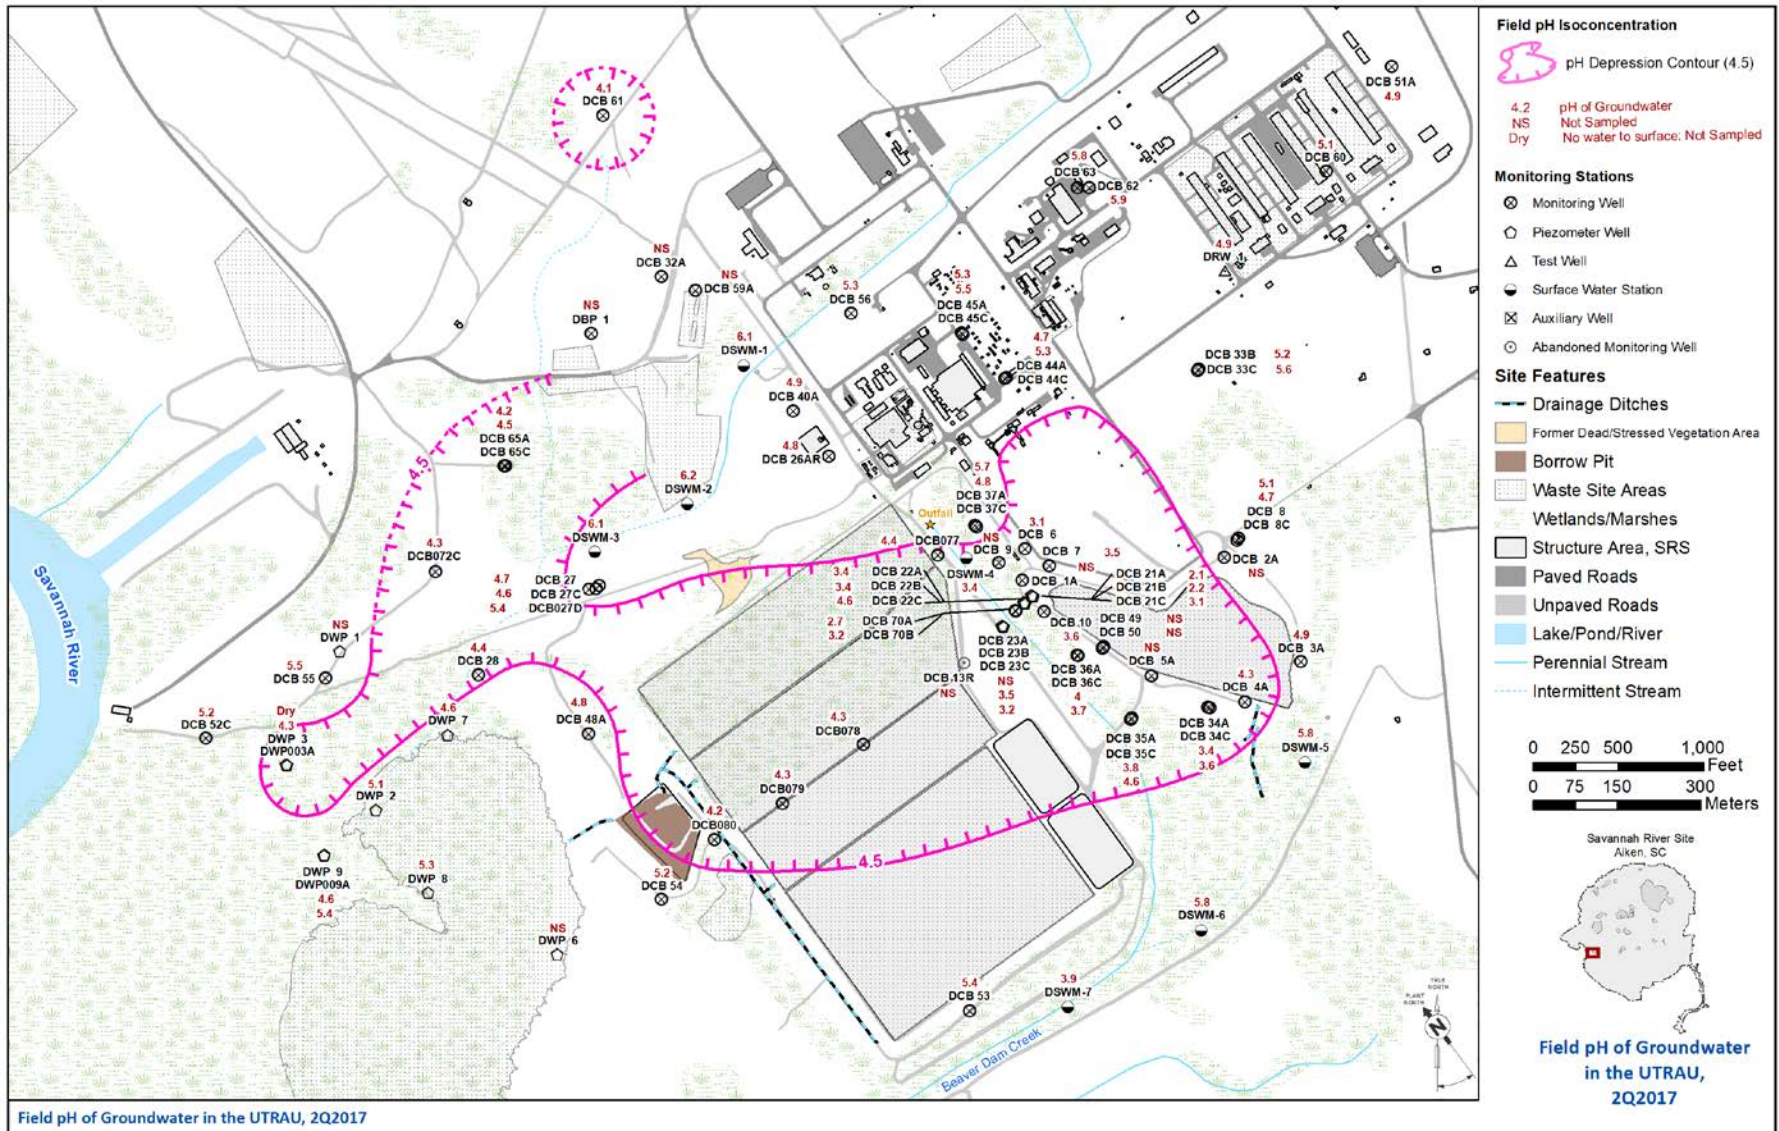 4.1
DCB 61
DCB 51A
4.9
5.1
DCB 60
5.8
DCB 63
DCB 62
5.9
4.9
DRW 1
NS
DCB 32A
NS
DCB 59A
NS
DBP 1
5.3
DCB 56
5.3
5.5
DCB 45A
DCB 45C
6.1
DSWM-1
4.7
5.3
DCB 44A
DCB 44C
DCB 33B 5.2
DCB 33C 5.6
4.9
DCB 40A
4.8
DCB 26AR
4.2
4.5
DCB 65A
DCB 65C
4.5
6.2
DSWM-2
5.7
4.8
DCB 37A
DCB 37C
Outfall
5.1
4.7
DCB 8
DCB 8C
DCB 2A
NS
6.1
DSWM-3
4.3
DCB072C
4.4
DCB077
NS
DCB 9
3.1
DCB 6
DCB 7
NS
3.5
DSWM-4
3.4
DCB 1A
4.7 DCB 27
4.6 DCB 27C
5.4 DCB027D
3.4 DCB 22A
3.4 DCB 22B
4.6 DCB 22C
2.7 DCB 70A
3.2 DCB 70B
DCB 21A 2.1
DCB 21B 2.2
DCB 21C 3.1
DCB 10
3.6
DCB 49 NS
DCB 50 NS
DCB 23A
DCB 23B
DCB 23C
NS
3.5
3.2
DCB 36A
DCB 36C
4
3.7
NS
DCB 5A
4.9
DCB 3A
4.3
DCB 4A
NS
DWP 1
5.5
DCB 55
4.4
DCB 28
DCB 13R
NS
5.2
DCB 52C
Dry
4.3
DWP 3
DWP003A
4.6
DWP 7
4.8
DCB 48A
4.3
DCB078
DCB 35A
DCB 35C
3.8
4.6
DCB 34A
DCB 34C
3.4
3.6
5.8
DSWM-5
5.1
DWP 2
4.3
DCB079
4.2
DCB080
4.5
DWP 9
DWP009A
4.6
5.4
5.3
DWP 8
5.2
DCB 54
NS
DWP 6
5.8
DSWM-6
5.4
DCB 53
3.9
DSWM-7
Savannah River
Beaver Dam Creek
TRUE
NORTH
PLANT
NORTH
N
Field pH of Groundwater in the UTRAU, 2Q2017
Field pH Isoconcentration
pH Depression Contour (4.5)
4.2 pH of Groundwater
NS Not Sampled
Dry No water to surface: Not Sampled
Monitoring Stations
Monitoring Well
Piezometer Well
Test Well
Surface Water Station
Auxiliary Well
Abandoned Monitoring Well
Site Features
Drainage Ditches
Former Dead/Stressed Vegetation Area
Borrow Pit
Waste Site Areas
Wetlands/Marshes
Structure Area, SRS
Paved Roads
Unpaved Roads
Lake/Pond/River
Perennial Stream
Intermittent Stream
0 250 500 1,000
Feet
0 75 150 300
Meters
Savannah River Site
Aiken, SC
Field pH of Groundwater
in the UTRAU,
2Q2017